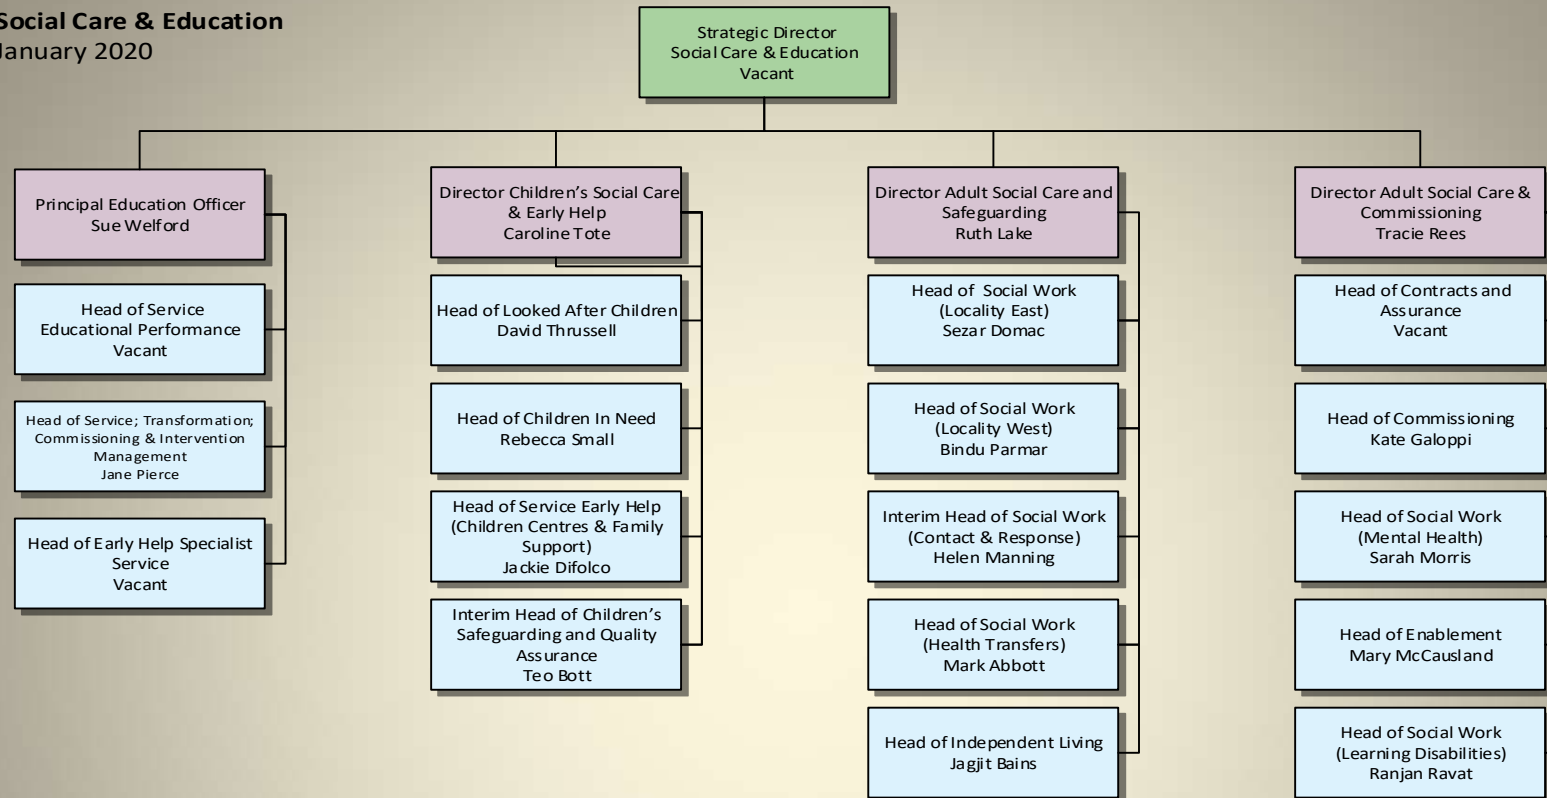 Social Care & Education
January 2020
Strategic Director
Social Care & Education
Vacant
Principal Education Officer
Sue Welford
Head of Service
Educational Performance
Vacant
Head of Service; Transformation;
Commissioning & Intervention
Management
Jane Pierce
Head of Early Help Specialist
Service
Vacant
Director Children’s Social Care
& Early Help
Caroline Tote
Head of Looked After Children
David Thrussell
Head of Children In Need
Rebecca Small
Head of Service Early Help
(Children Centres & Family
Support)
Jackie Difolco
Interim Head of Children’s
Safeguarding and Quality
Assurance
Teo Bott
Director Adult Social Care and
Safeguarding
Ruth Lake
Head of Social Work
(Locality East)
Sezar Domac
Head of Social Work
(Locality West)
Bindu Parmar
Interim Head of Social Work
(Contact & Response)
Helen Manning
Head of Social Work
(Health Transfers)
Mark Abbott
Head of Independent Living
Jagjit Bains
Director Adult Social Care &
Commissioning
Tracie Rees
Head of Contracts and
Assurance
Vacant
Head of Commissioning
Kate Galoppi
Head of Social Work
(Mental Health)
Sarah Morris
Head of Enablement
Mary McCausland
Head of Social Work
(Learning Disabilities)
Ranjan Ravat